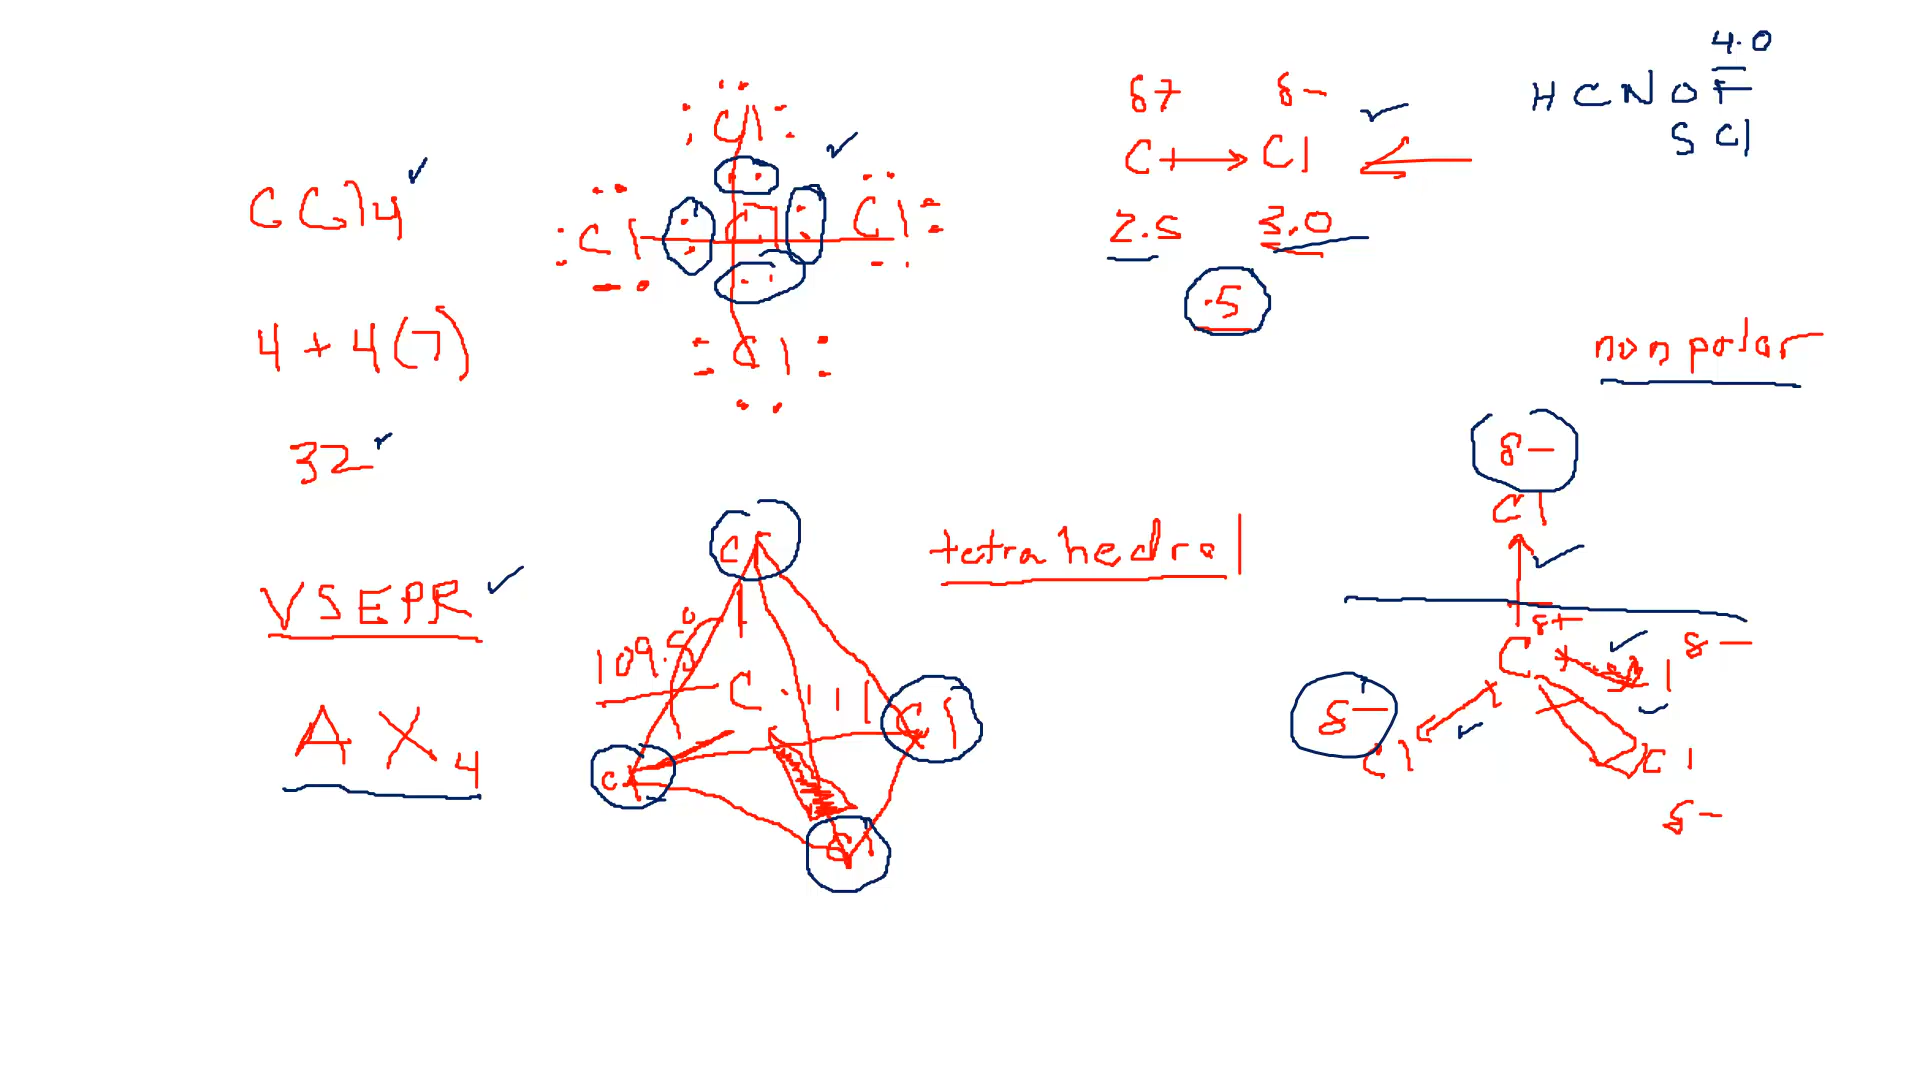 CCl4
4 + 4(7)
32
VSEPR
AX4
Cl
Cl C Cl
Cl
δ+ δ-
C Cl
2.5 3.0
.5
4.0
H C N O F
S Cl
nonpolar
tetrahedral
Cl
109.5°
C
Cl
Cl
Cl
δ-
Cl
δ+
C Cl δ-
δ-
Cl Cl
δ-